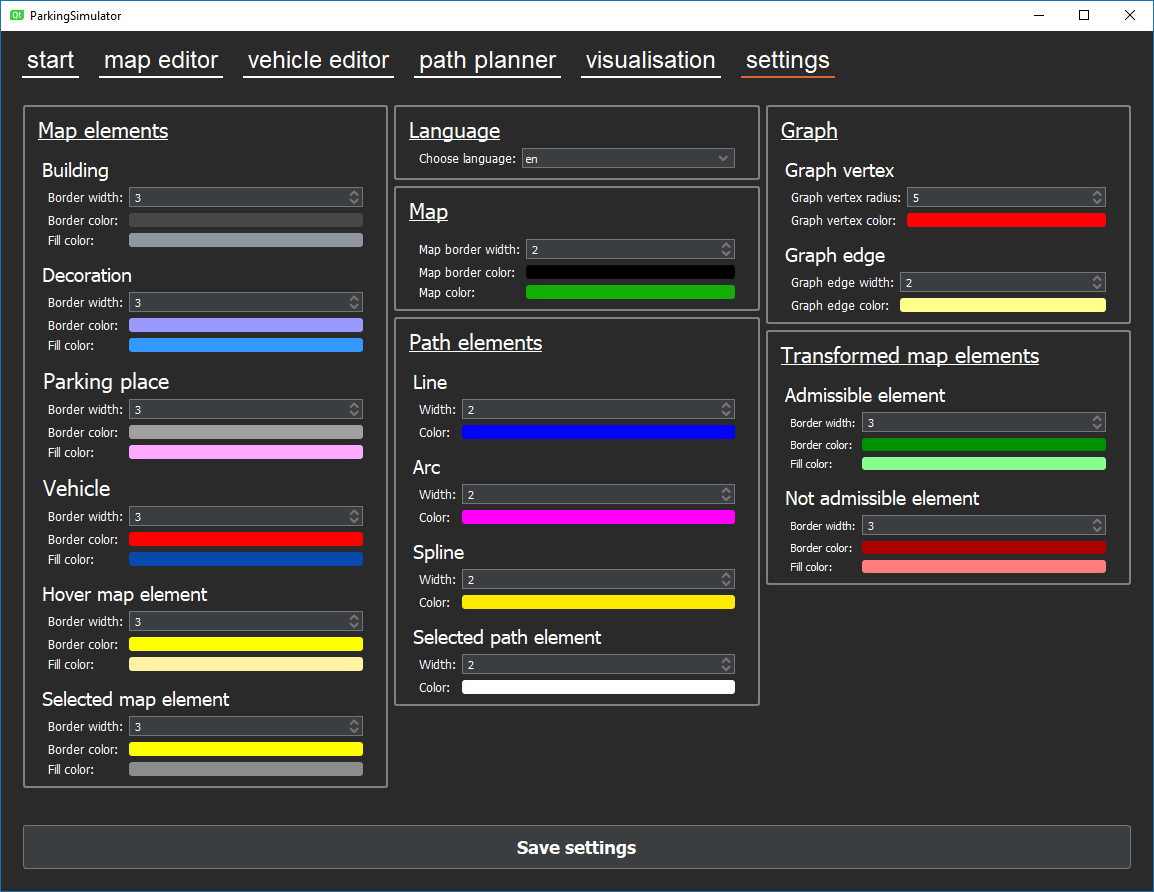 ParkingSimulator
start map editor vehicle editor path planner visualisation settings
Map elements
Building
Border width: 3
Border color:
Fill color:
Decoration
Border width: 3
Border color:
Fill color:
Parking place
Border width: 3
Border color:
Fill color:
Vehicle
Border width: 3
Border color:
Fill color:
Hover map element
Border width: 3
Border color:
Fill color:
Selected map element
Border width: 3
Border color:
Fill color:
Language
Choose language: en
Map
Map border width: 2
Map border color:
Map color:
Path elements
Line
Width: 2
Color:
Arc
Width: 2
Color:
Spline
Width: 2
Color:
Selected path element
Width: 2
Color:
Graph
Graph vertex
Graph vertex radius: 5
Graph vertex color:
Graph edge
Graph edge width: 2
Graph edge color:
Transformed map elements
Admissible element
Border width: 3
Border color:
Fill color:
Not admissible element
Border width: 3
Border color:
Fill color:
Save settings